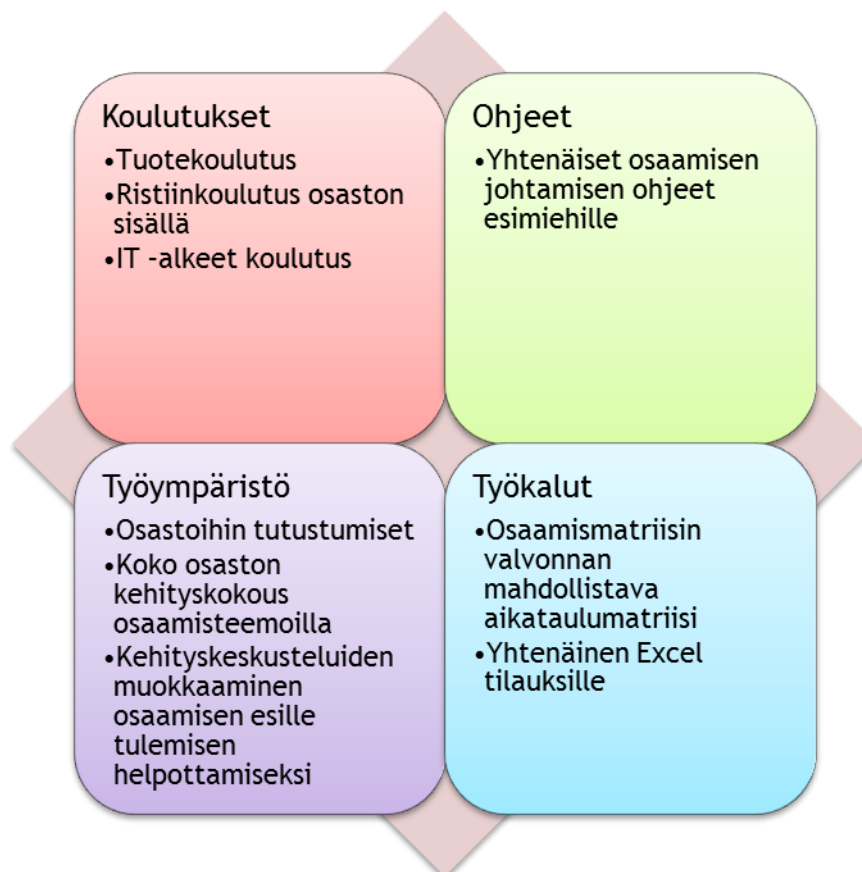 Koulutukset
•Tuotekoulutus
•Ristiinkoulutus osaston
sisällä
•IT -alkeet koulutus
Ohjeet
•Yhtenäiset osaamisen
johtamisen ohjeet
esimiehille
Työympäristö
•Osastoihin tutustumiset
•Koko osaston
kehityskokous
osaamisteemoilla
•Kehityskeskusteluiden
muokkaaminen
osaamisen esille
tulemisen
helpottamiseksi
Työkalut
•Osaamismatriisin
valvonnan
mahdollistava
aikataulumatriisi
•Yhtenäinen Excel
tilauksille